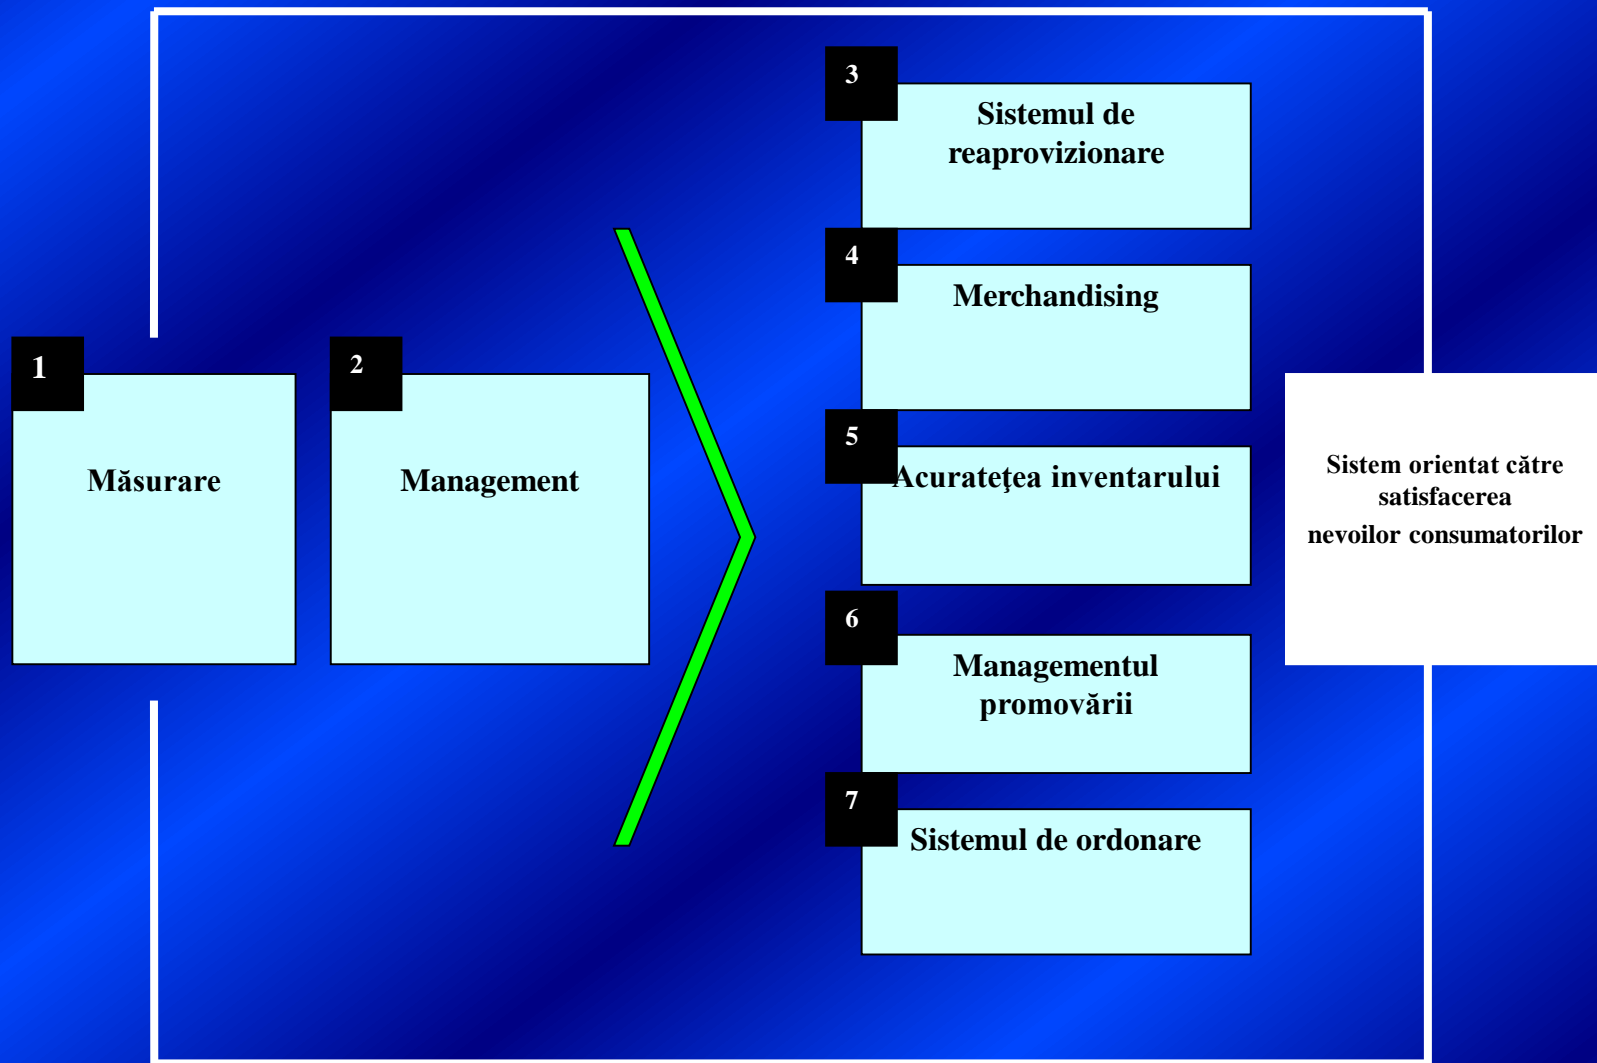 1
Măsurare
2
Management
3
Sistemul de
reaprovizionare
4
Merchandising
5
Acurateţea inventarului
6
Managementul
promovării
7
Sistemul de ordonare
Sistem orientat către
satisfacerea
nevoilor consumatorilor